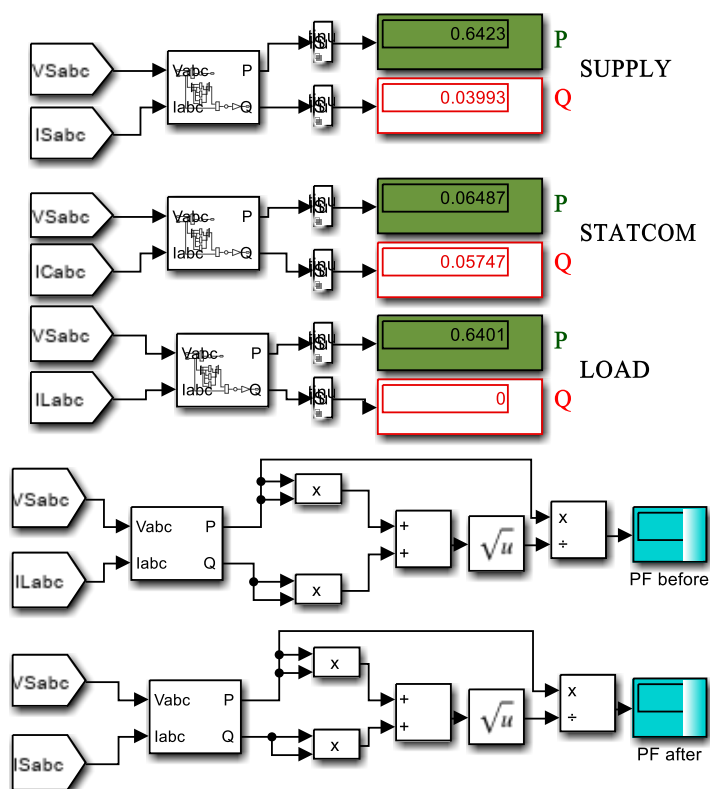 VSabc
ISabc
Vabc
Iabc
P
Q
0.6423
P
SUPPLY
0.03993
Q
VSabc
ICabc
Vabc
Iabc
P
Q
0.06487
P
STATCOM
0.05747
Q
VSabc
ILabc
Vabc
Iabc
P
Q
0.6401
P
LOAD
0
Q
VSabc
ILabc
Vabc
Iabc
P
Q
x
x
+
+
√u
x
÷
PF before
VSabc
ISabc
Vabc
Iabc
P
Q
x
x
+
+
√u
x
÷
PF after